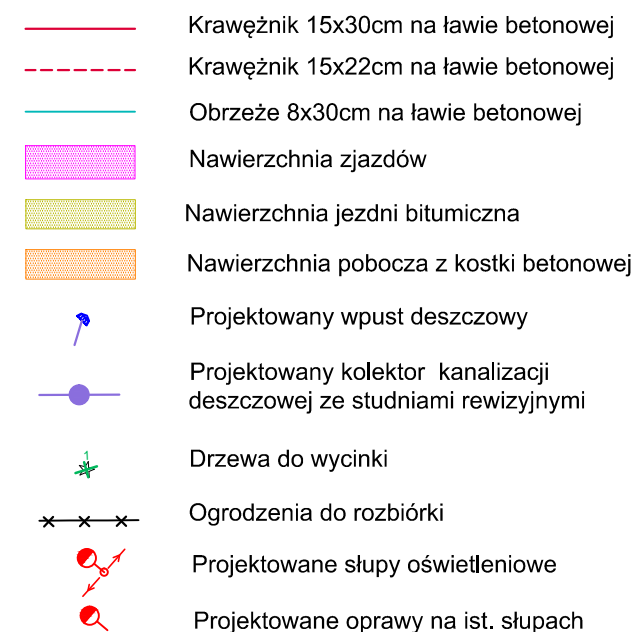 Krawężnik 15x30cm na ławie betonowej
Krawężnik 15x22cm na ławie betonowej
Obrzeże 8x30cm na ławie betonowej
Nawierzchnia zjazdów
Nawierzchnia jezdni bitumiczna
Nawierzchnia pobocza z kostki betonowej
Projektowany wpust deszczowy
Projektowany kolektor kanalizacji
deszczowej ze studniami rewizyjnymi
1
Drzewa do wycinki
Ogrodzenia do rozbiórki
Projektowane słupy oświetleniowe
Projektowane oprawy na ist. słupach